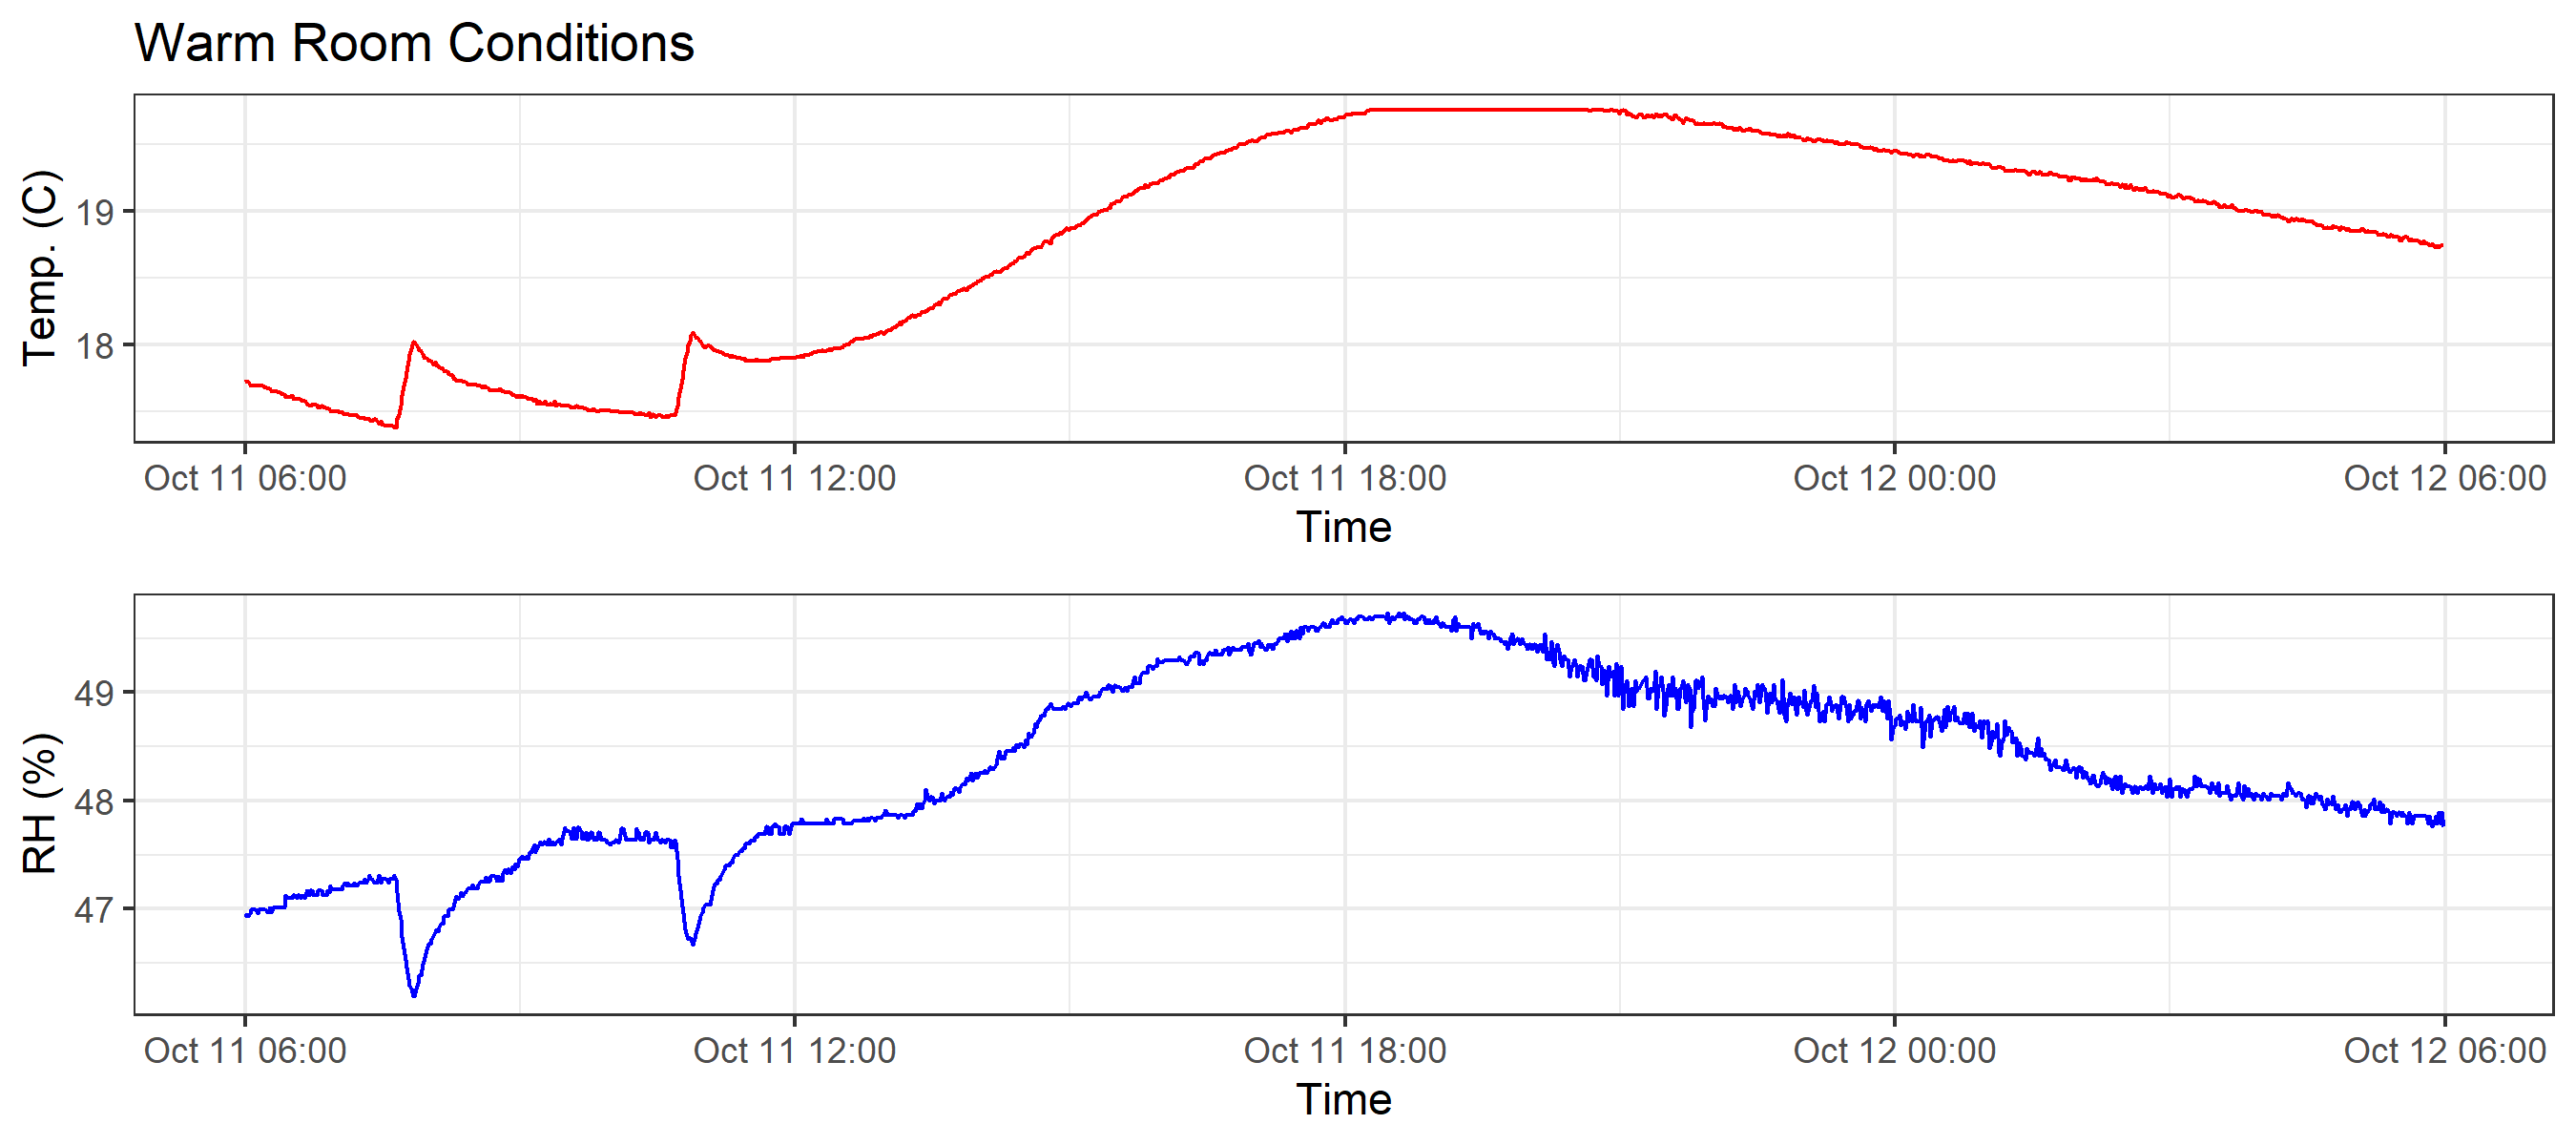 Warm Room Conditions
Temp. (C)
19
18
Oct 11 06:00 Oct 11 12:00 Oct 11 18:00 Oct 12 00:00 Oct 12 06:00
Time
RH (%)
49
48
47
Oct 11 06:00 Oct 11 12:00 Oct 11 18:00 Oct 12 00:00 Oct 12 06:00
Time